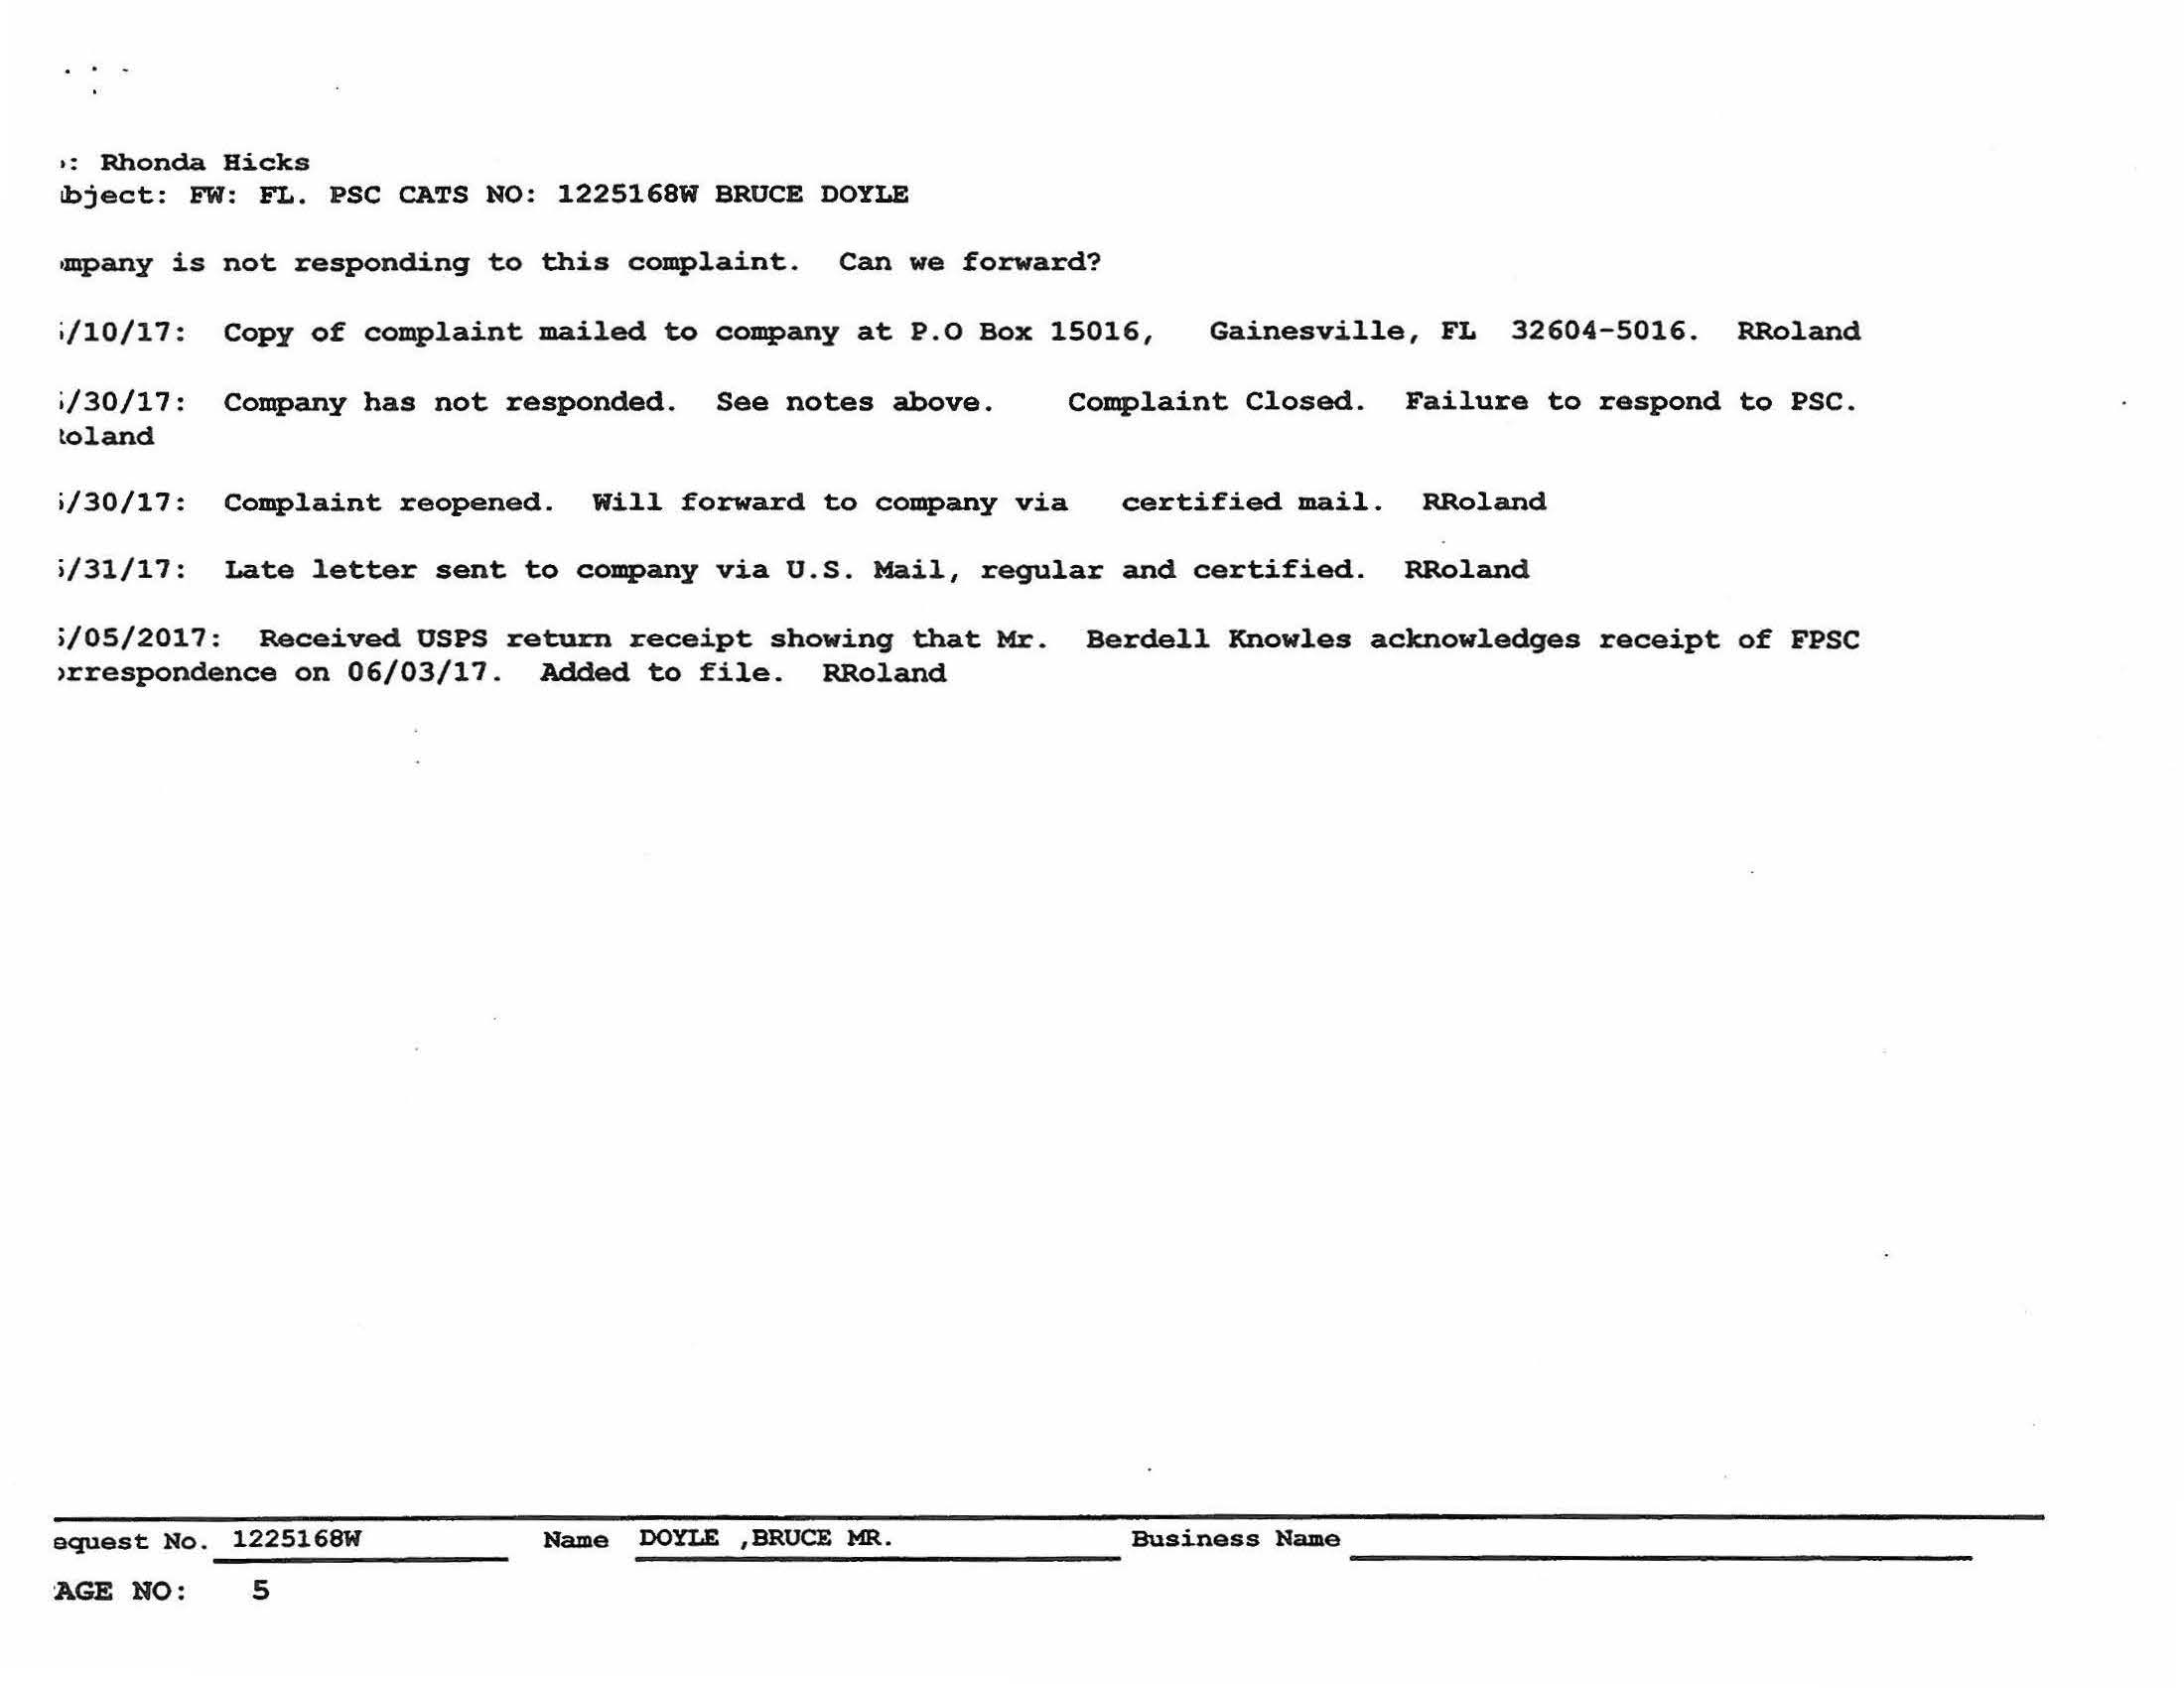 : Rhonda Hicks
bject: FW: FL. PSC CATS NO: 1225168W BRUCE DOYLE
mpany is not responding to this complaint. Can we forward?
/10/17: Copy of complaint mailed to company at P.O Box 15016, Gainesville, FL 32604-5016. RRoland
/30/17: Company has not responded. See notes above. Complaint Closed. Failure to respond to PSC.
oland
/30/17: Complaint reopened. Will forward to company via certified mail. RRoland
/31/17: Late letter sent to company via U.S. Mail, regular and certified. RRoland
/05/2017: Received USPS return receipt showing that Mr. Berdell Knowles acknowledges receipt of FPSC
rrespondence on 06/03/17. Added to file. RRoland
equest No. 1225168W Name DOYLE ,BRUCE MR. Business Name
AGE NO: 5